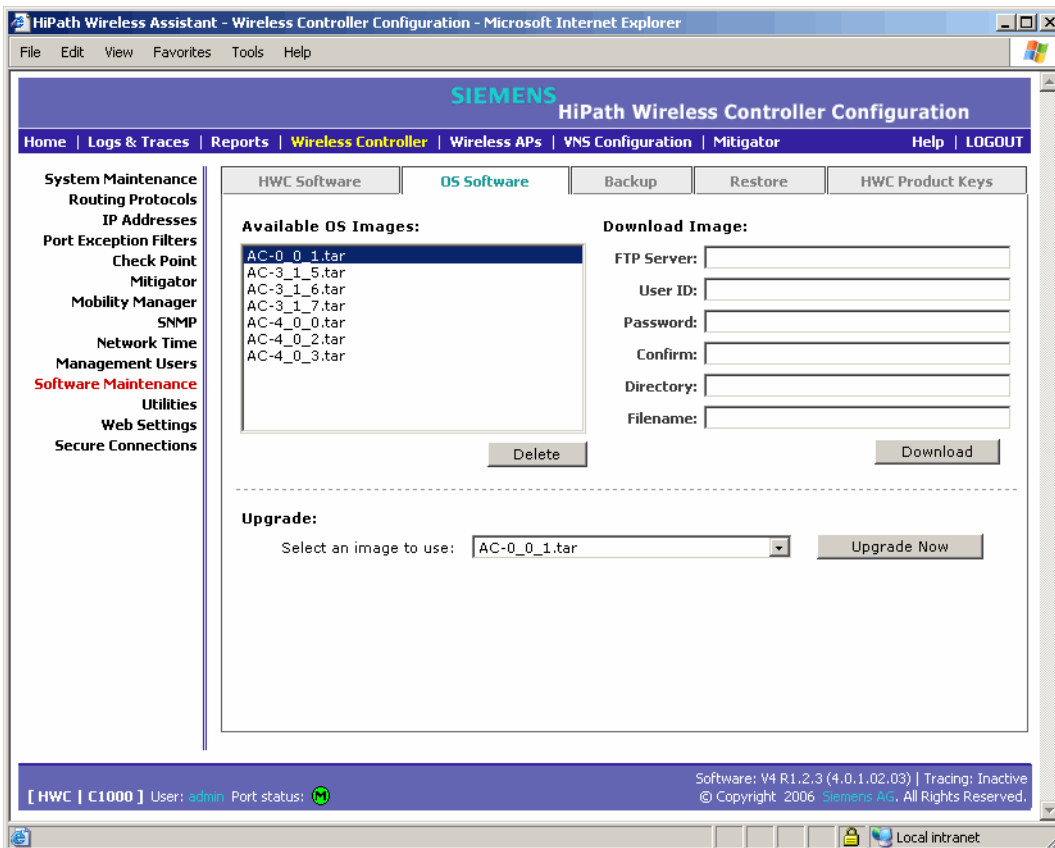 HiPath Wireless Assistant - Wireless Controller Configuration - Microsoft Internet Explorer
File Edit View Favorites Tools Help
SIEMENS
HiPath Wireless Controller Configuration
Home | Logs & Traces | Reports | Wireless Controller | Wireless APs | VNS Configuration | Mitigator Help | LOGOUT
System Maintenance
Routing Protocols
IP Addresses
Port Exception Filters
Check Point
Mitigator
Mobility Manager
SNMP
Network Time
Management Users
Software Maintenance
Utilities
Web Settings
Secure Connections
HWC Software OS Software Backup Restore HWC Product Keys
Available OS Images:
AC-0_0_1.tar
AC-3_1_5.tar
AC-3_1_6.tar
AC-3_1_7.tar
AC-4_0_0.tar
AC-4_0_2.tar
AC-4_0_3.tar
Delete
Download Image:
FTP Server:
User ID:
Password:
Confirm:
Directory:
Filename:
Download
Upgrade:
Select an image to use: AC-0_0_1.tar Upgrade Now
Software: V4 R1.2.3 (4.0.1.02.03) | Tracing: Inactive
[ HWC | C1000 ] User: admin Port status: M
© Copyright 2006 Siemens AG. All Rights Reserved.
Local intranet